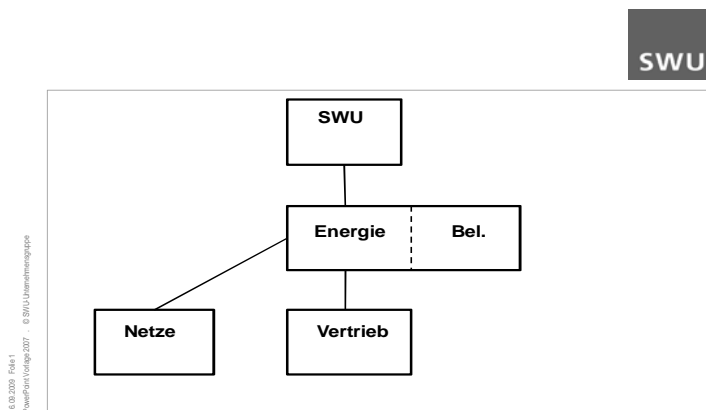 SWU
SWU
Energie
Bel.
Netze
Vertrieb
6.09.2009 Folie 1
PowerPoint Vorlage 2007 , © SWU-Unternehmensgruppe